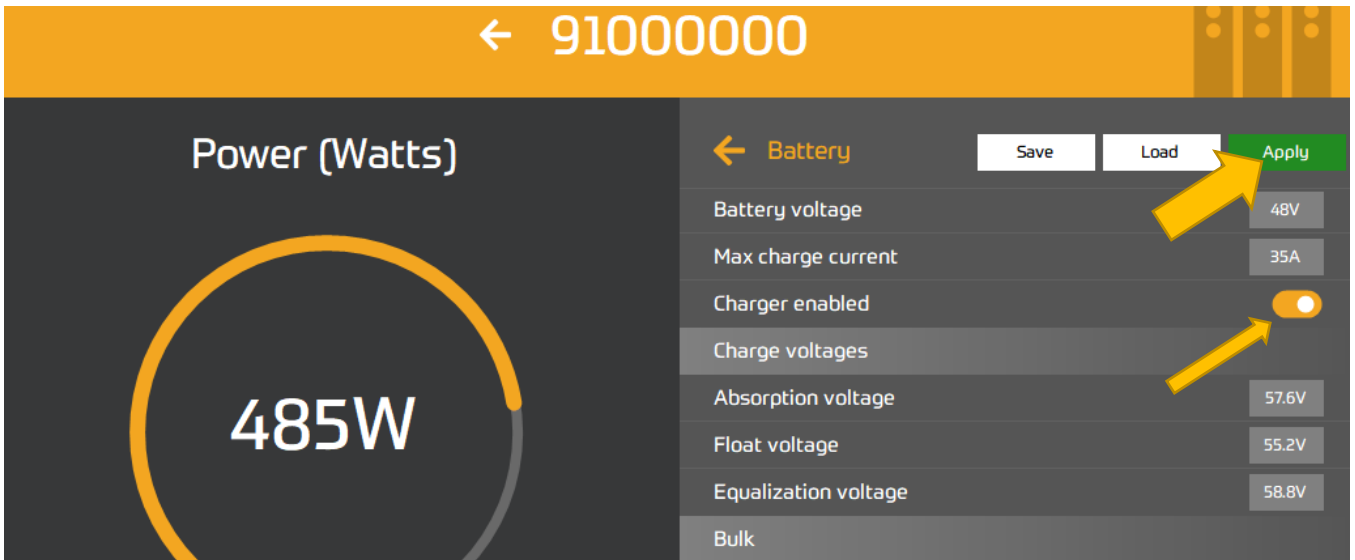 91000000
Power (Watts)
485W
Battery
Save
Load
Apply
Battery voltage
48V
Max charge current
35A
Charger enabled
Charge voltages
Absorption voltage
57.6V
Float voltage
55.2V
Equalization voltage
58.8V
Bulk